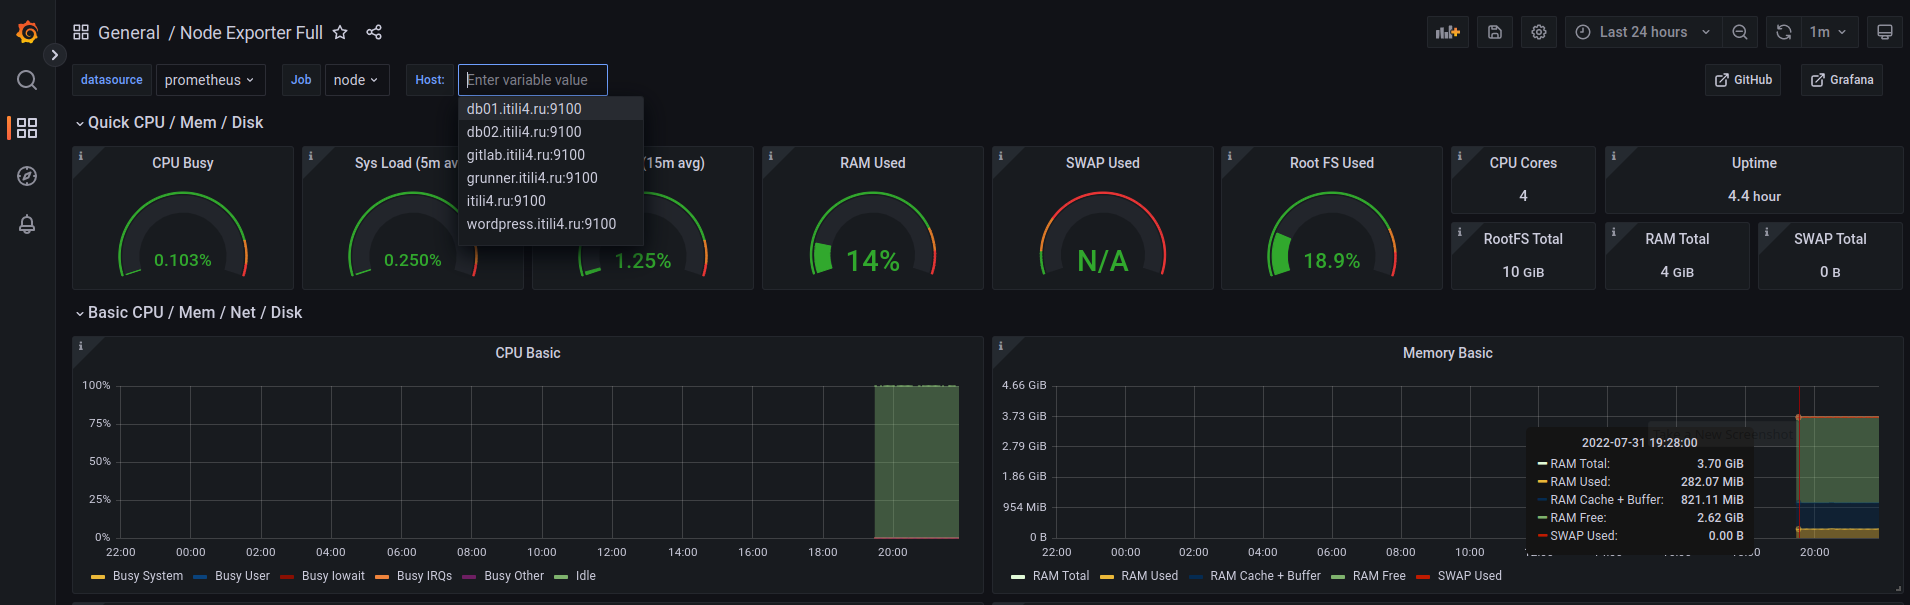 General / Node Exporter Full
Last 24 hours
1m
datasource
prometheus
Job
node
Host:
Enter variable value
GitHub
Grafana
db01.itili4.ru:9100
db02.itili4.ru:9100
gitlab.itili4.ru:9100
grunner.itili4.ru:9100
itili4.ru:9100
wordpress.itili4.ru:9100
Quick CPU / Mem / Disk
CPU Busy
0.103%
Sys Load (5m av
0.250%
(15m avg)
1.25%
RAM Used
14%
SWAP Used
N/A
Root FS Used
18.9%
CPU Cores
4
Uptime
4.4 hour
RootFS Total
10 GiB
RAM Total
4 GiB
SWAP Total
0 B
Basic CPU / Mem / Net / Disk
CPU Basic
100%
75%
50%
25%
0%
22:00 00:00 02:00 04:00 06:00 08:00 10:00 12:00 14:00 16:00 18:00 20:00
Busy System Busy User Busy Iowait Busy IRQs Busy Other Idle
Memory Basic
4.66 GiB
3.73 GiB
2.79 GiB
1.86 GiB
954 MiB
0 B
22:00 00:00 02:00 04:00 06:00 08:00 10:00 20:00
2022-07-31 19:28:00
RAM Total: 3.70 GiB
RAM Used: 282.07 MiB
RAM Cache + Buffer: 821.11 MiB
RAM Free: 2.62 GiB
SWAP Used: 0.00 B
RAM Total RAM Used RAM Cache + Buffer RAM Free SWAP Used